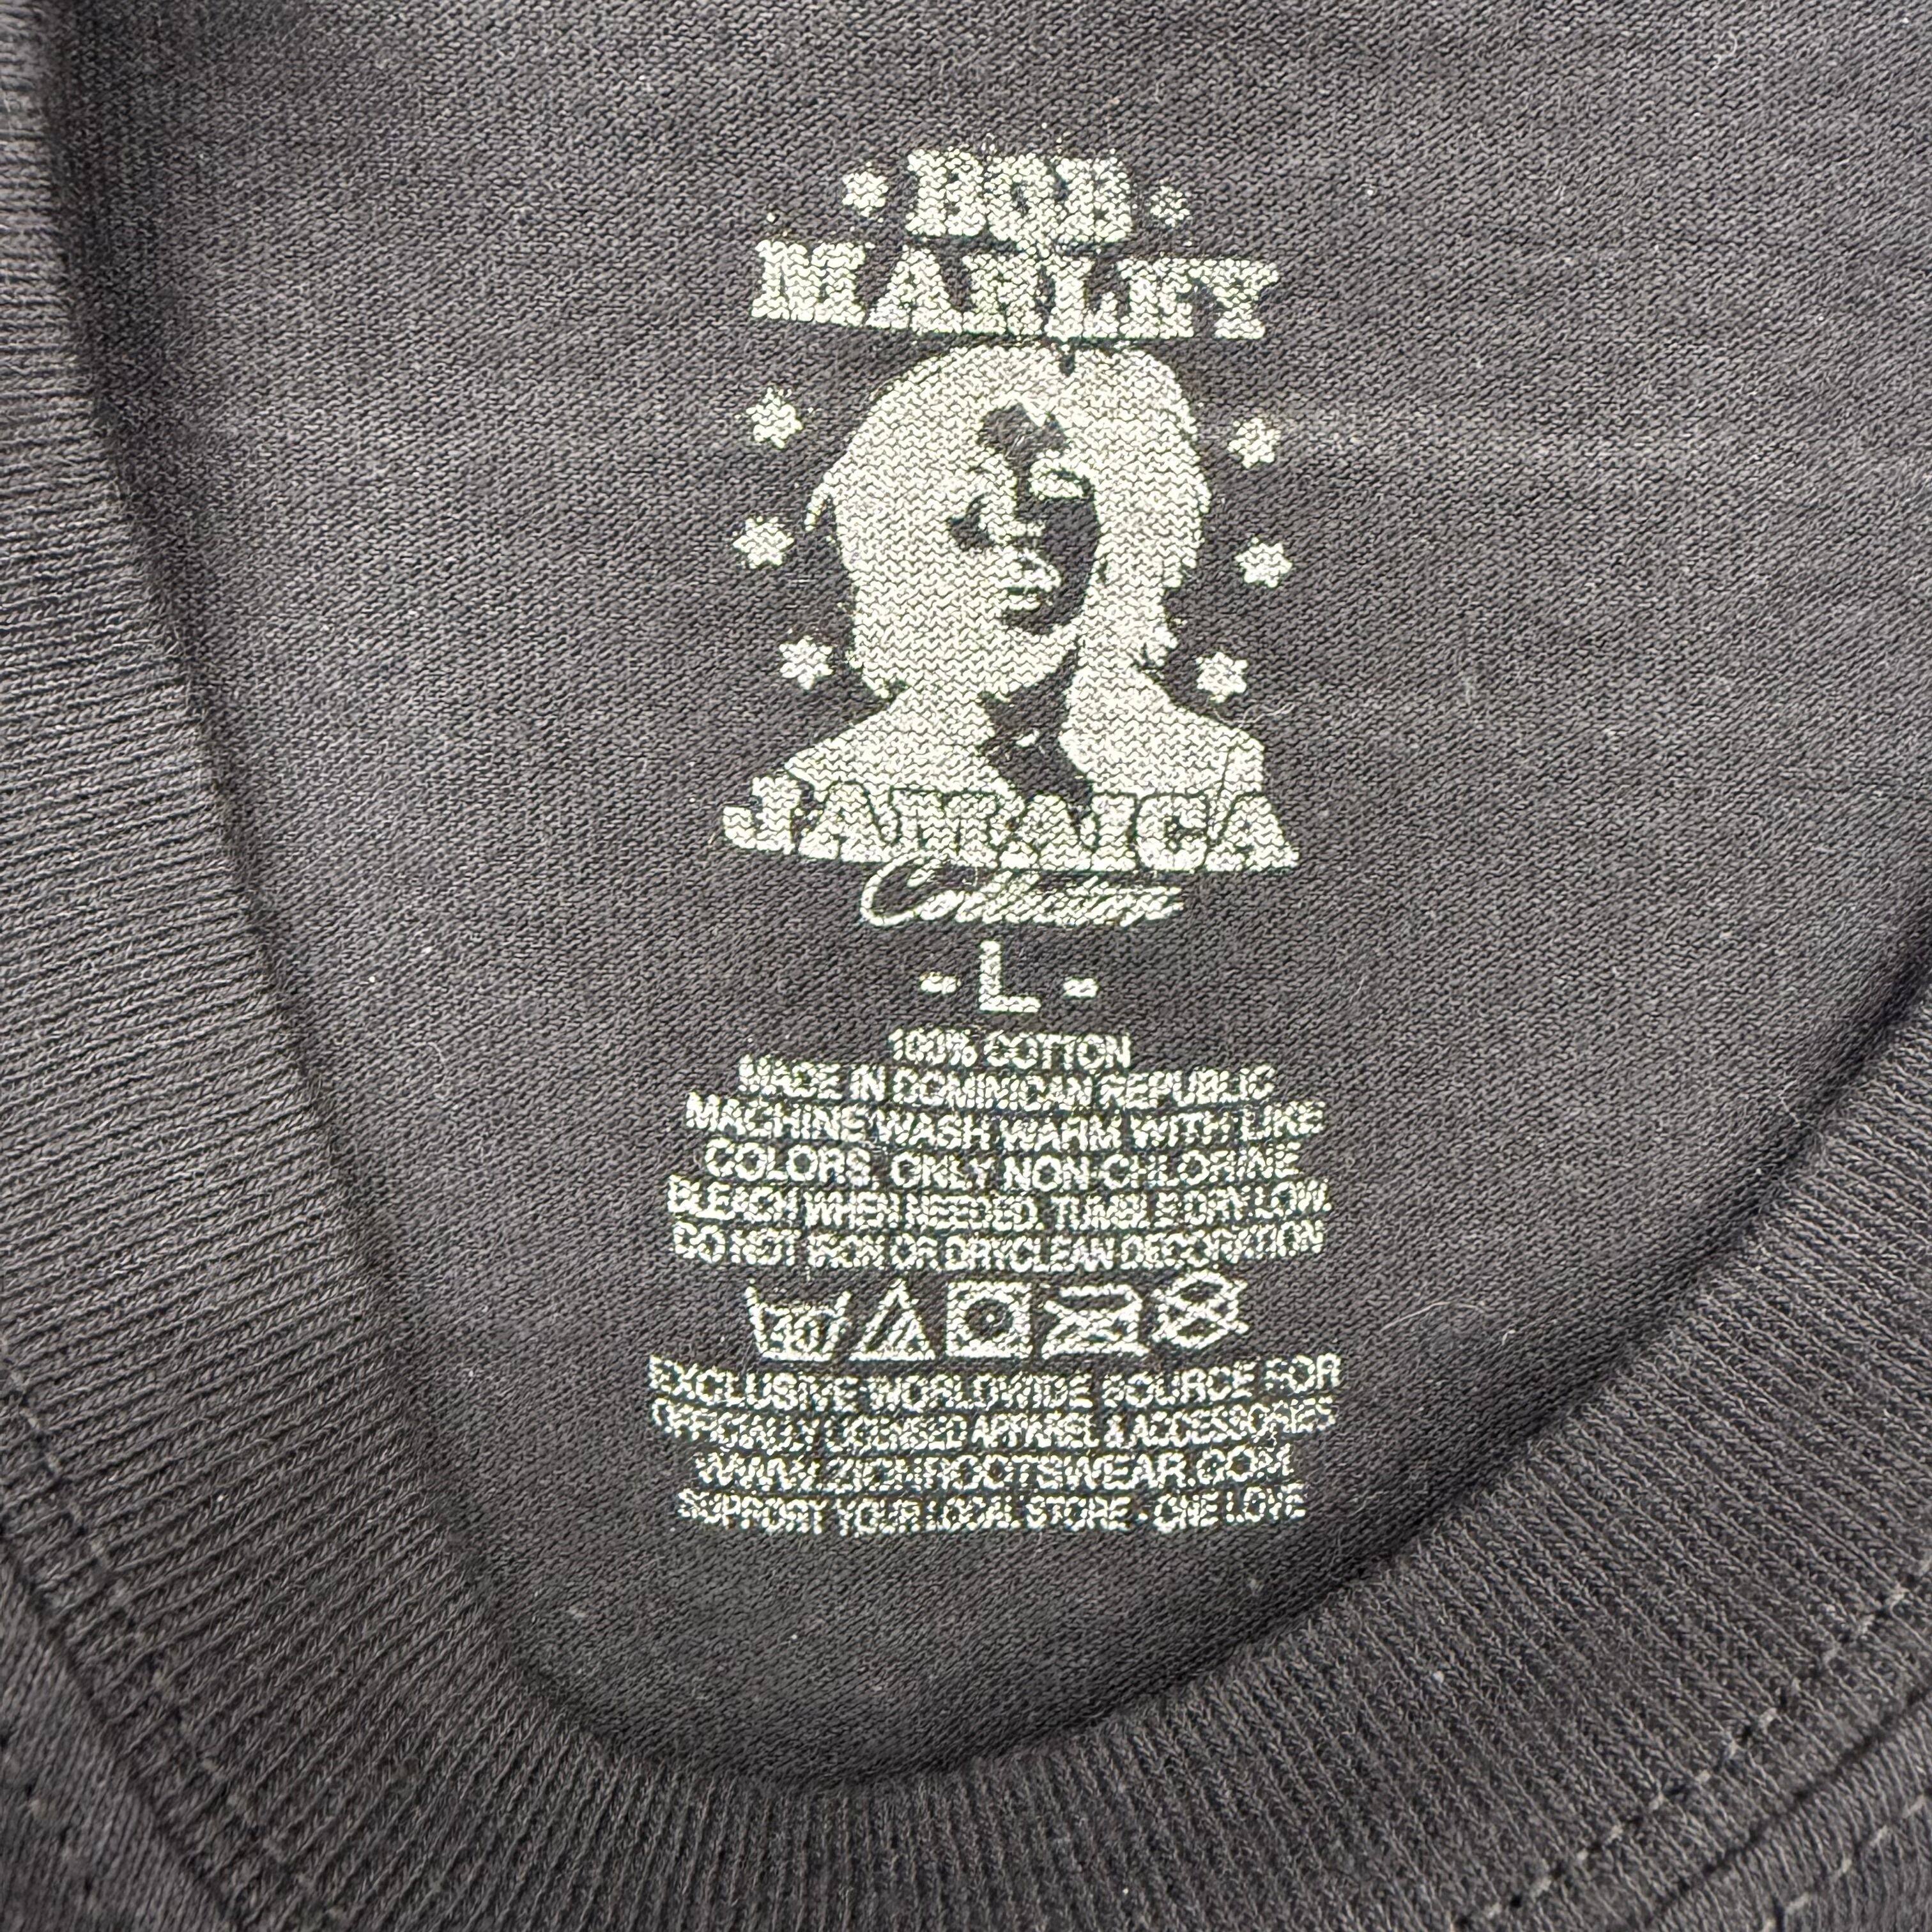 BOB
MARLEY
JAMAICA
Collection
- L -
100% COTTON
MADE IN DOMINICAN REPUBLIC
MACHINE WASH WARM WITH LIKE
COLORS. ONLY NON-CHLORINE
BLEACH WHEN NEEDED. TUMBLE DRY LOW.
DO NOT IRON OR DRYCLEAN DECORATION
30
EXCLUSIVE WORLDWIDE SOURCE FOR
OFFICIALLY LICENSED APPAREL & ACCESSORIES
WWW.ZIONROOTSWEAR.COM
SUPPORT YOUR LOCAL STORE - ONE LOVE